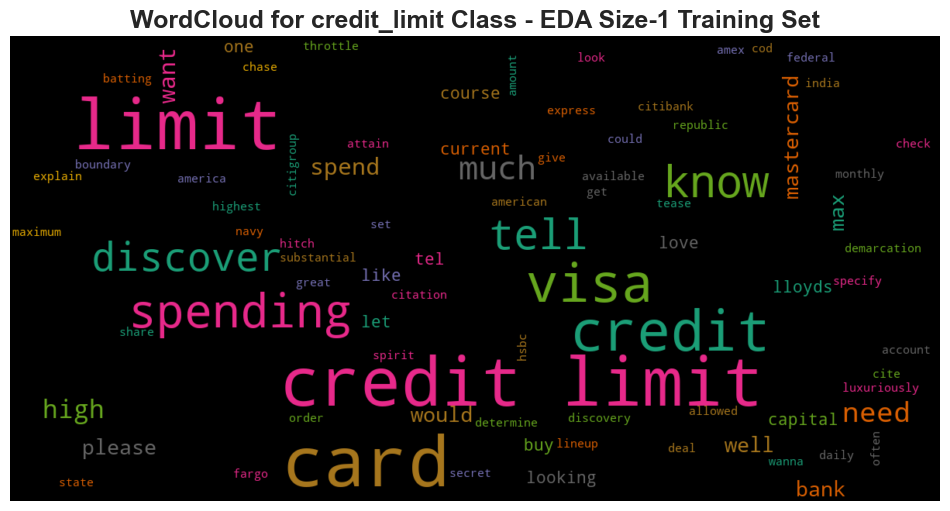 WordCloud for credit_limit Class - EDA Size-1 Training Set
one
throttle
amex
cod
want
chase
look
federal
batting
amount
india
course
citibank
mastercard
express
limit
republic
could
check
attain
current
citigroup
boundary
spend
much
give
explain
america
available
know
monthly
get
highest
american
tease
max
maximum
navy
set
tell
hitch
love
demarcation
discover
substantial
tel
great
like
visa
lloyds
specify
citation
spending
let
credit
share
hsbc
account
spirit
credit limit
cite
luxuriously
high
order
would
determine
discovery
allowed
capital
need
please
buy
lineup
deal
well
often
card
wanna
daily
state
fargo
secret
looking
bank